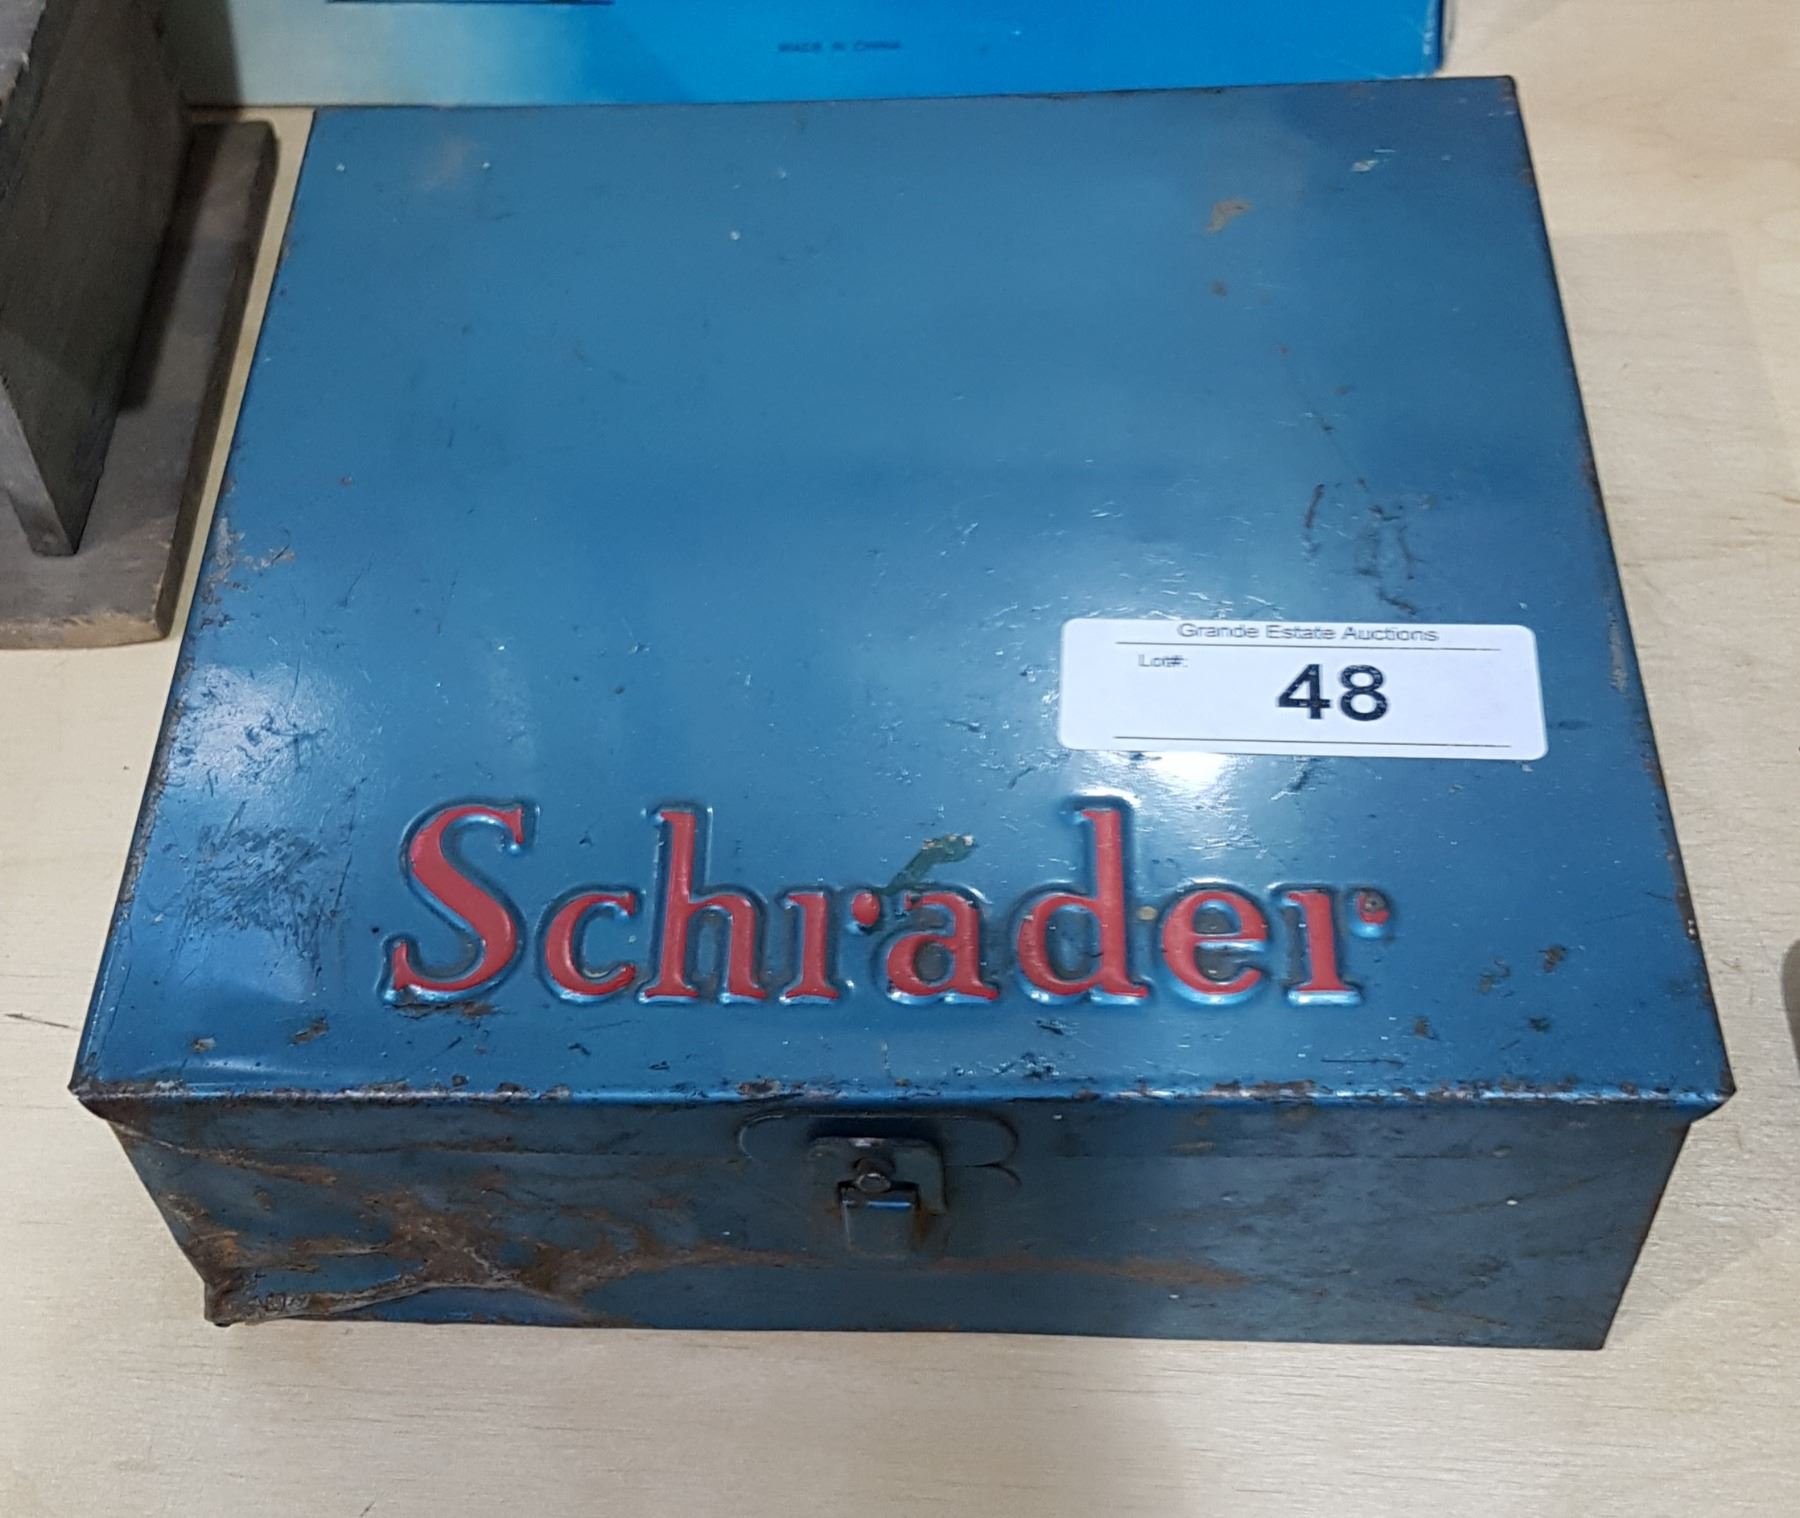 MADE IN CHINA
Grande Estate Auctions
Lot#:
48
Schrader